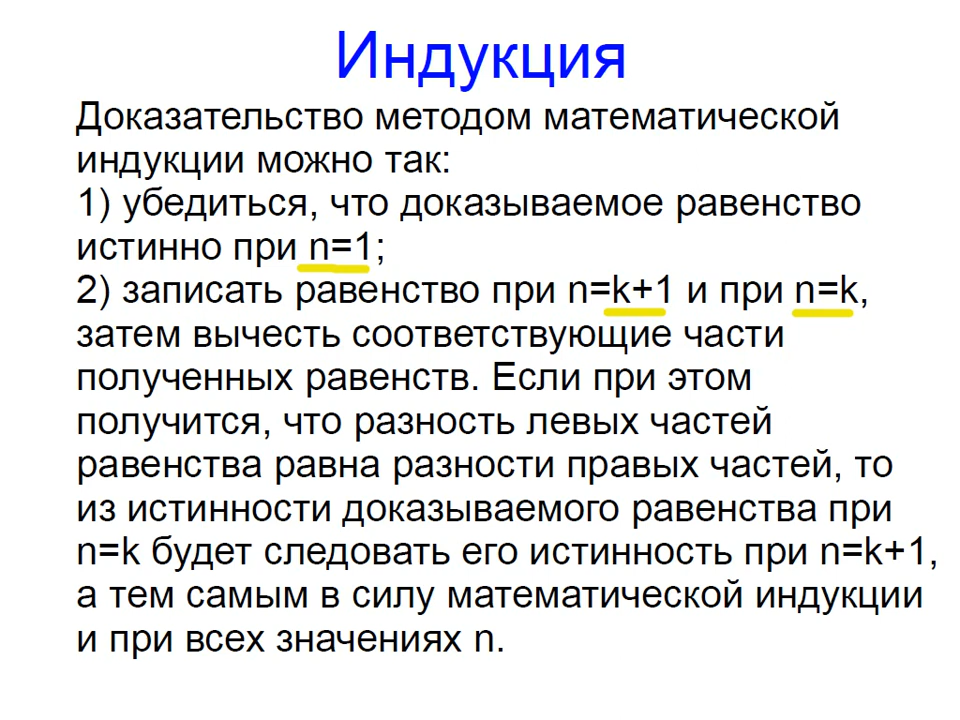 Индукция
Доказательство методом математической
индукции можно так:
1) убедиться, что доказываемое равенство
истинно при n=1;
2) записать равенство при n=k+1 и при n=k,
затем вычесть соответствующие части
полученных равенств. Если при этом
получится, что разность левых частей
равенства равна разности правых частей, то
из истинности доказываемого равенства при
n=k будет следовать его истинность при n=k+1,
а тем самым в силу математической индукции
и при всех значениях n.